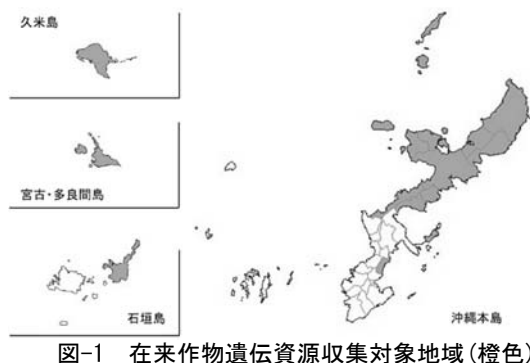 久米島
宮古・多良間島
石垣島
沖縄本島
図-1 在来作物遺伝資源収集対象地域(橙色)